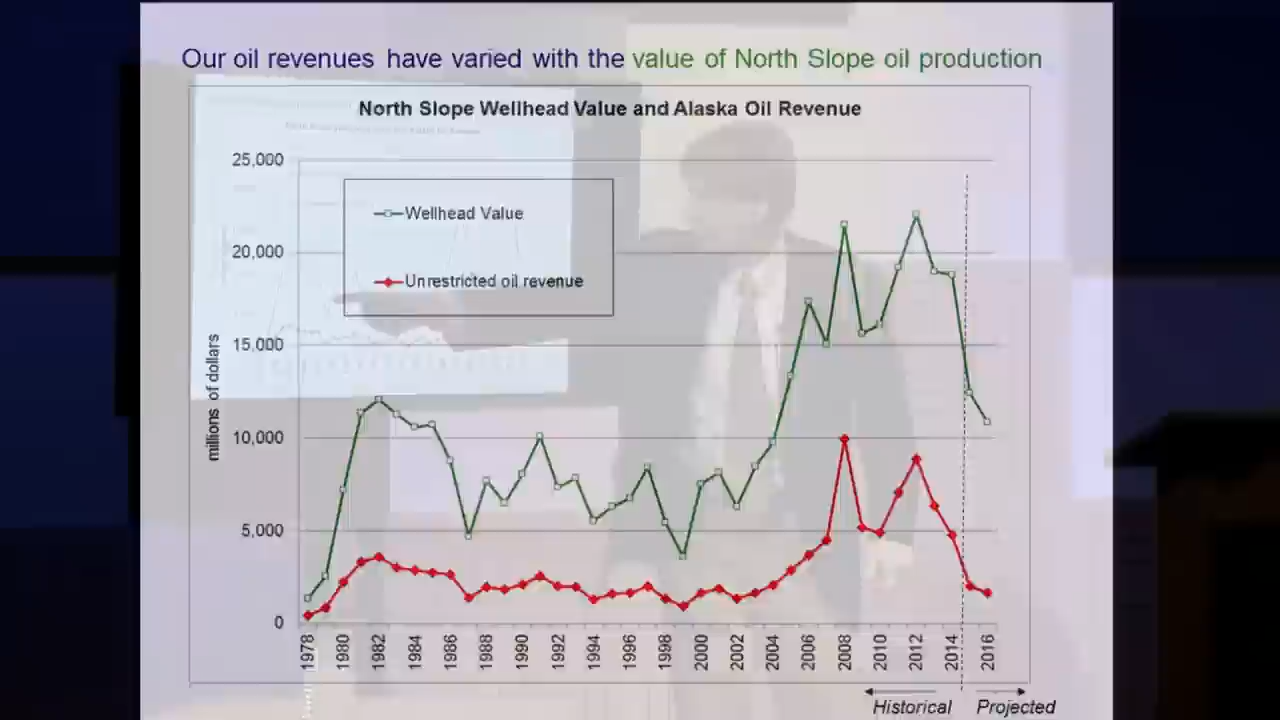 Our oil revenues have varied with the value of North Slope oil production
North Slope Wellhead Value and Alaska Oil Revenue
25,000
20,000
15,000
10,000
5,000
0
millions of dollars
Wellhead Value
Unrestricted oil revenue
1978 1980 1982 1984 1986 1988 1990 1992 1994 1996 1998 2000 2002 2004 2006 2008 2010 2012 2014 2016
Historical Projected